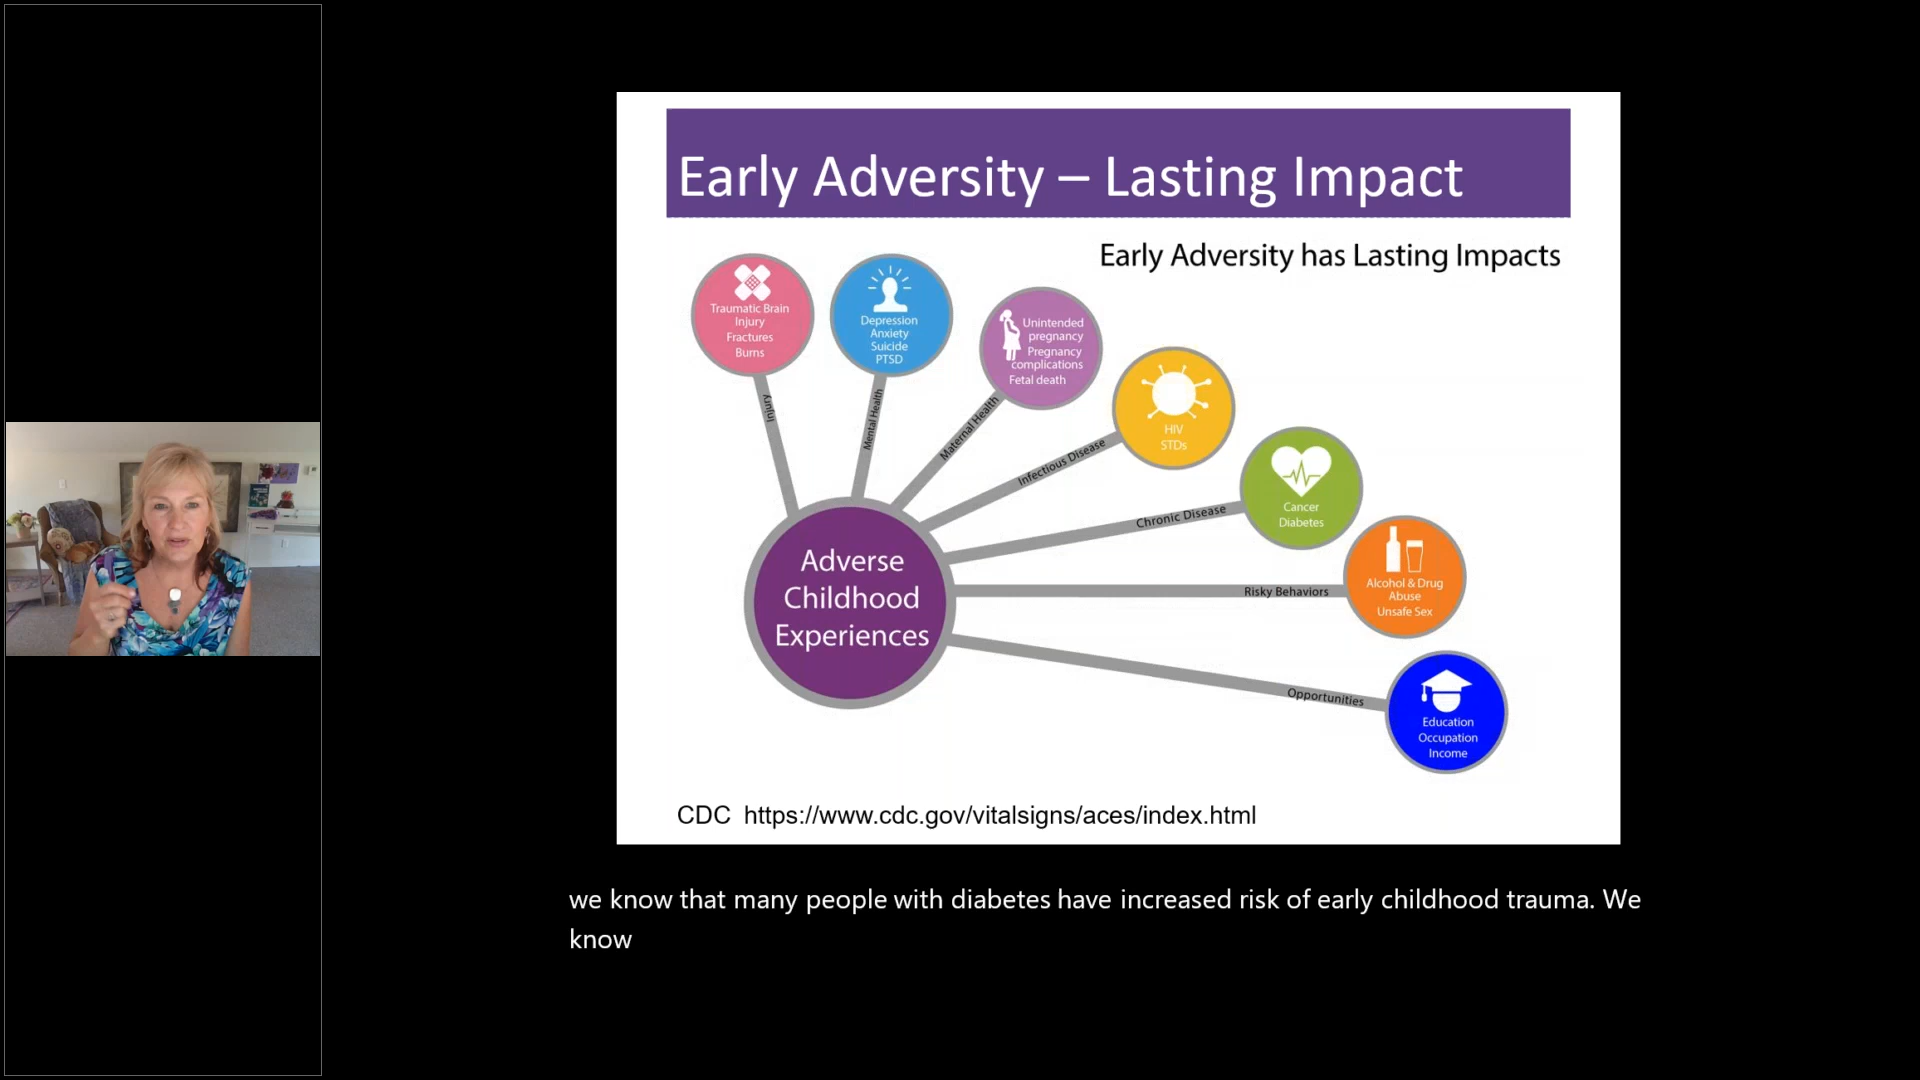 Early Adversity – Lasting Impact
Early Adversity has Lasting Impacts
Traumatic Brain
Injury
Fractures
Burns
Depression
Anxiety
Suicide
PTSD
Unintended
pregnancy
Pregnancy
complications
Fetal death
HIV
STDs
Cancer
Diabetes
Alcohol & Drug
Abuse
Unsafe Sex
Education
Occupation
Income
Injury
Mental Health
Maternal Health
Infectious Disease
Chronic Disease
Risky Behaviors
Opportunities
Adverse
Childhood
Experiences
CDC https://www.cdc.gov/vitalsigns/aces/index.html
we know that many people with diabetes have increased risk of early childhood trauma. We
know